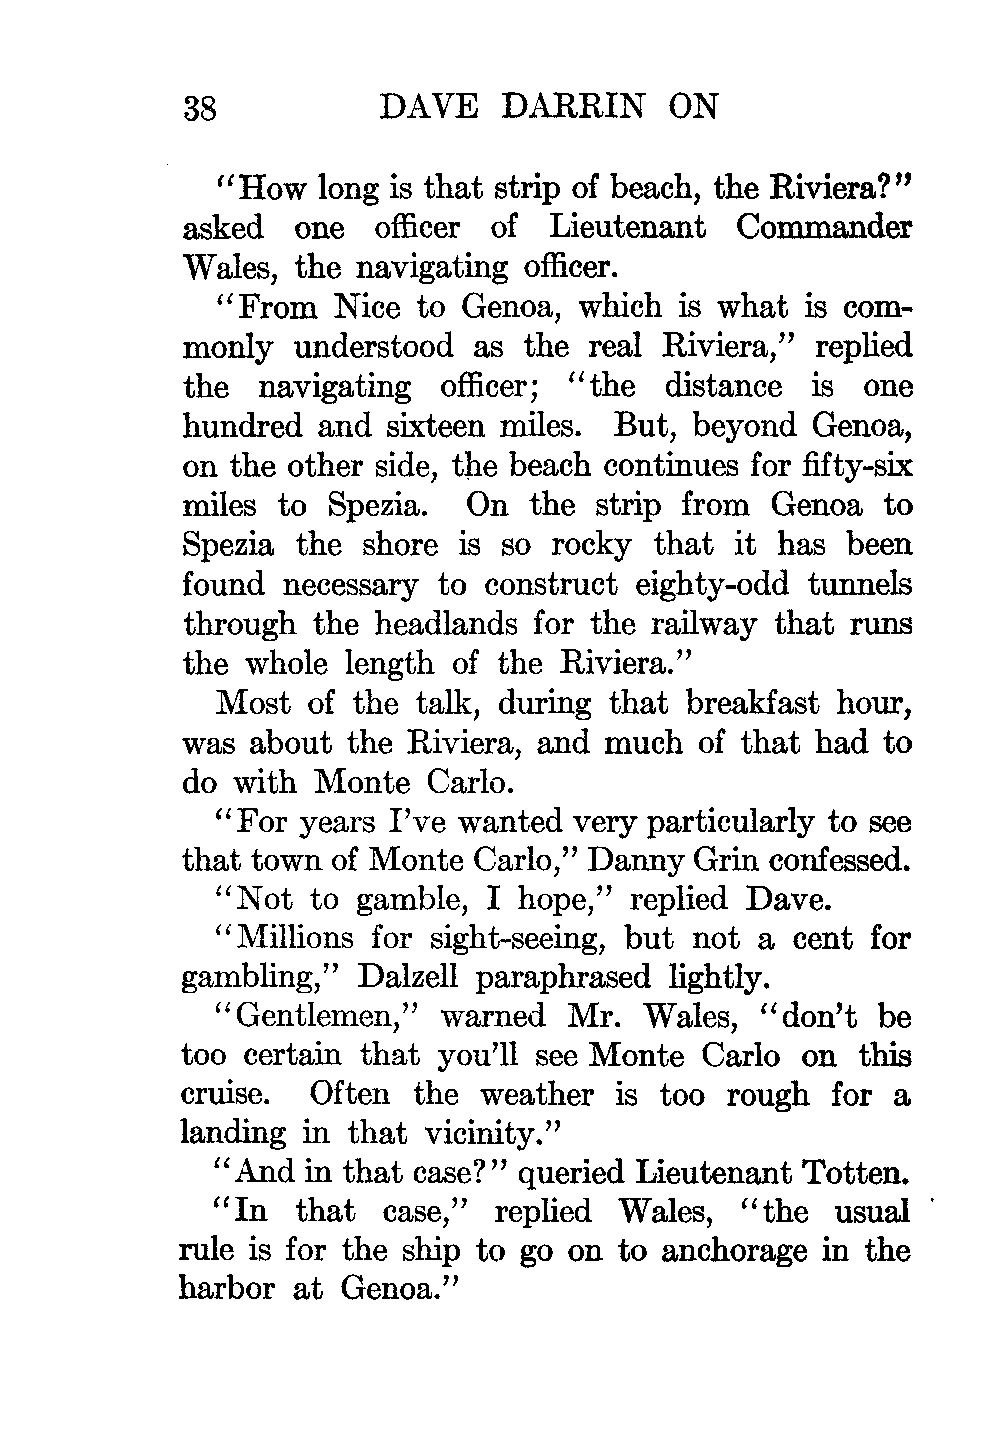 38 DAVE DARRIN ON
"How long is that strip of beach, the Riviera?"
asked one officer of Lieutenant Commander
Wales, the navigating officer.
"From Nice to Genoa, which is what is com-
monly understood as the real Riviera," replied
the navigating officer; "the distance is one
hundred and sixteen miles. But, beyond Genoa,
on the other side, the beach continues for fifty-six
miles to Spezia. On the strip from Genoa to
Spezia the shore is so rocky that it has been
found necessary to construct eighty-odd tunnels
through the headlands for the railway that runs
the whole length of the Riviera."
Most of the talk, during that breakfast hour,
was about the Riviera, and much of that had to
do with Monte Carlo.
"For years I've wanted very particularly to see
that town of Monte Carlo," Danny Grin confessed.
"Not to gamble, I hope," replied Dave.
"Millions for sight-seeing, but not a cent for
gambling," Dalzell paraphrased lightly.
"Gentlemen," warned Mr. Wales, "don't be
too certain that you'll see Monte Carlo on this
cruise. Often the weather is too rough for a
landing in that vicinity."
"And in that case?" queried Lieutenant Totten.
"In that case," replied Wales, "the usual
rule is for the ship to go on to anchorage in the
harbor at Genoa."